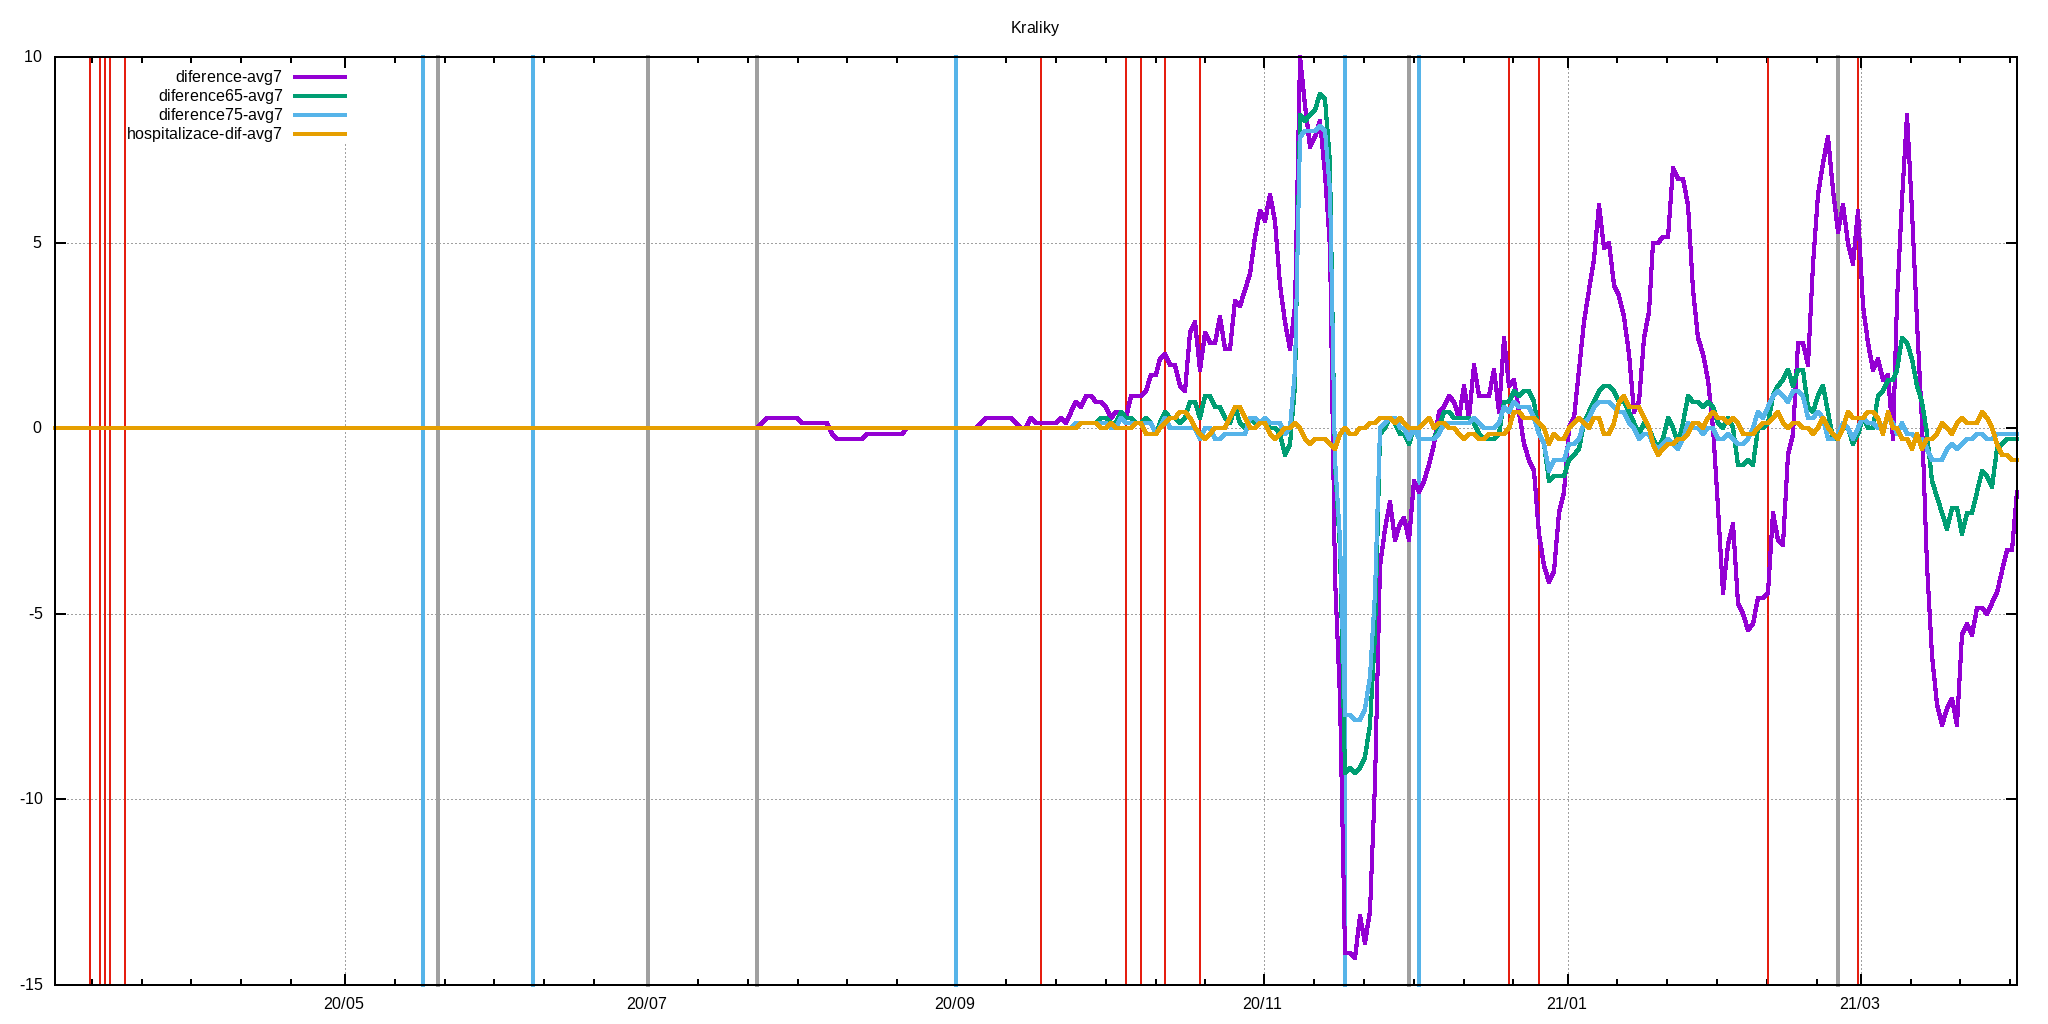 Kraliky
diference-avg7
diference65-avg7
diference75-avg7
hospitalizace-dif-avg7
10
5
0
-5
-10
-15
20/05 20/07 20/09 20/11 21/01 21/03